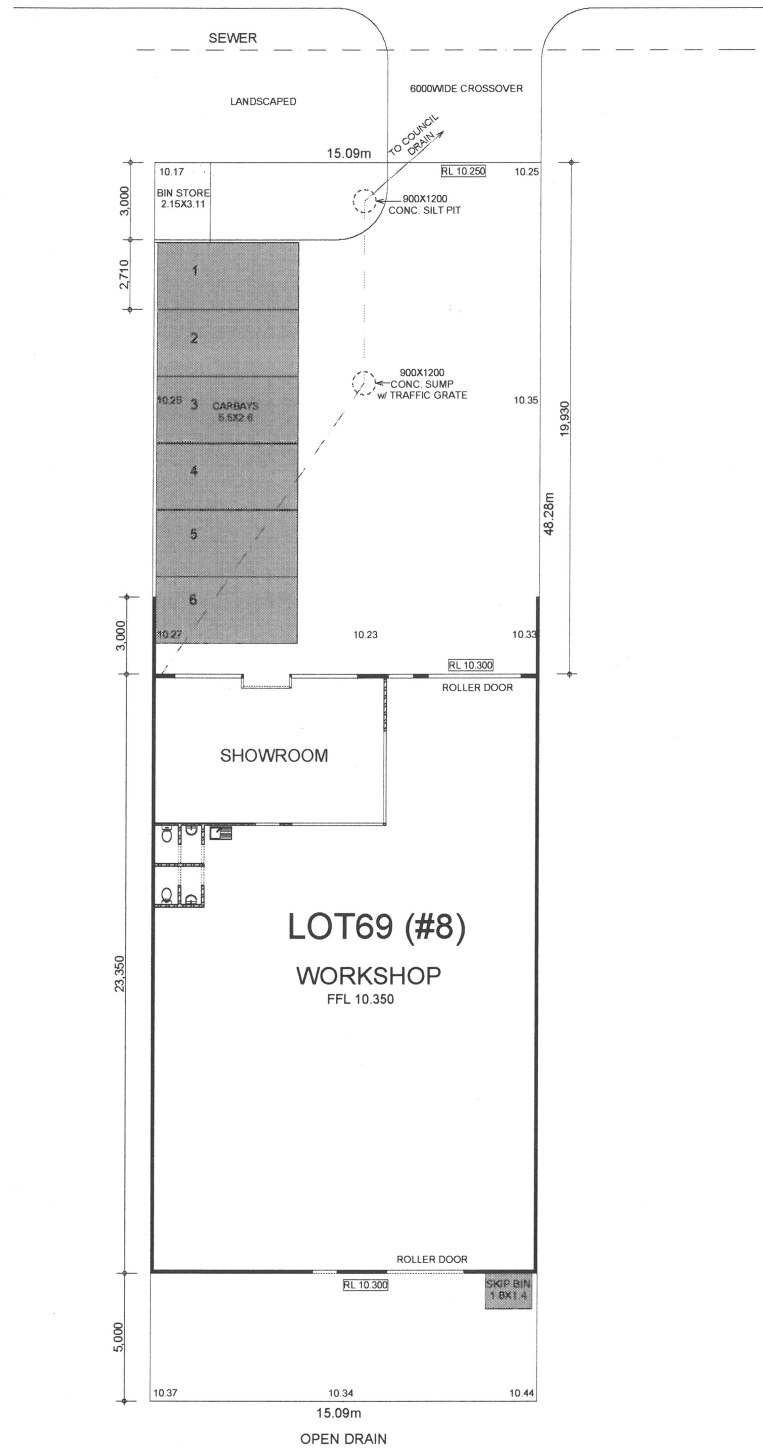 SEWER
6000WIDE CROSSOVER
LANDSCAPED
TO COUNCIL
DRAIN
15.09m
10.17
RL 10.250
10.25
BIN STORE
2.15X3.11
3,000
900X1200
CONC. SILT PIT
1
2,710
2
900X1200
CONC. SUMP
w/ TRAFFIC GRATE
10.25
3
CARBAYS
5.5X2.6
10.35
19,930
4
48.28m
5
6
3,000
10.27
10.23
10.33
RL 10.300
ROLLER DOOR
SHOWROOM
LOT69 (#8)
WORKSHOP
FFL 10.350
23,350
ROLLER DOOR
RL 10.300
SKIP BIN
1.8X1.4
5,000
10.37
10.34
10.44
15.09m
OPEN DRAIN